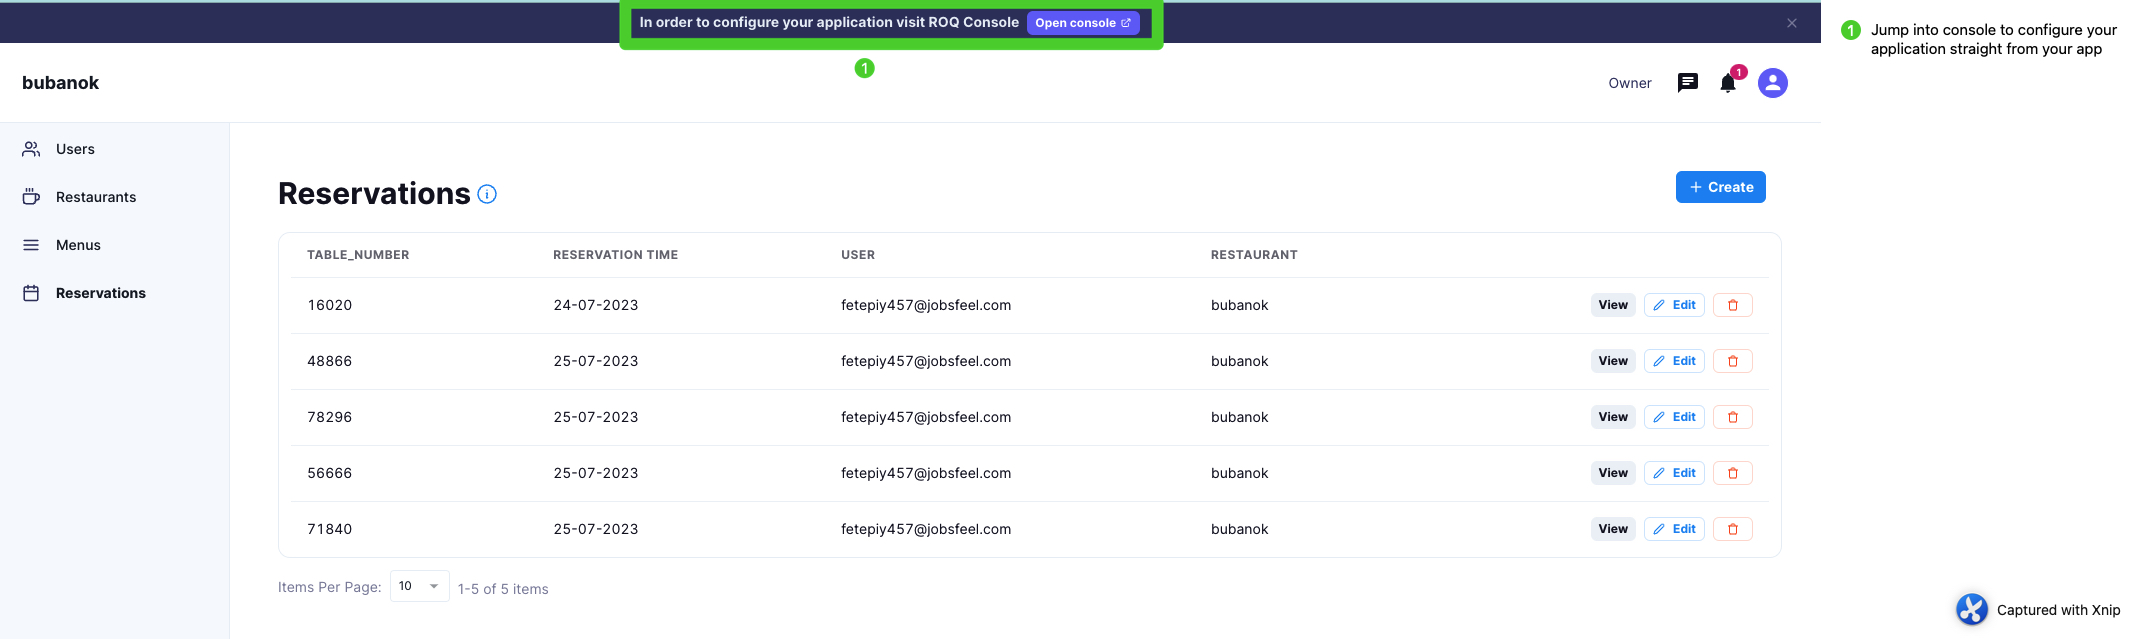 In order to configure your application visit ROQ Console Open console
1 Jump into console to configure your
application straight from your app
1
bubanok
Owner
1
Users
Restaurants
Menus
Reservations
Reservations
+ Create
TABLE_NUMBER RESERVATION TIME USER RESTAURANT
16020 24-07-2023 fetepiy457@jobsfeel.com bubanok View Edit
48866 25-07-2023 fetepiy457@jobsfeel.com bubanok View Edit
78296 25-07-2023 fetepiy457@jobsfeel.com bubanok View Edit
56666 25-07-2023 fetepiy457@jobsfeel.com bubanok View Edit
71840 25-07-2023 fetepiy457@jobsfeel.com bubanok View Edit
Items Per Page: 10 1-5 of 5 items
Captured with Xnip